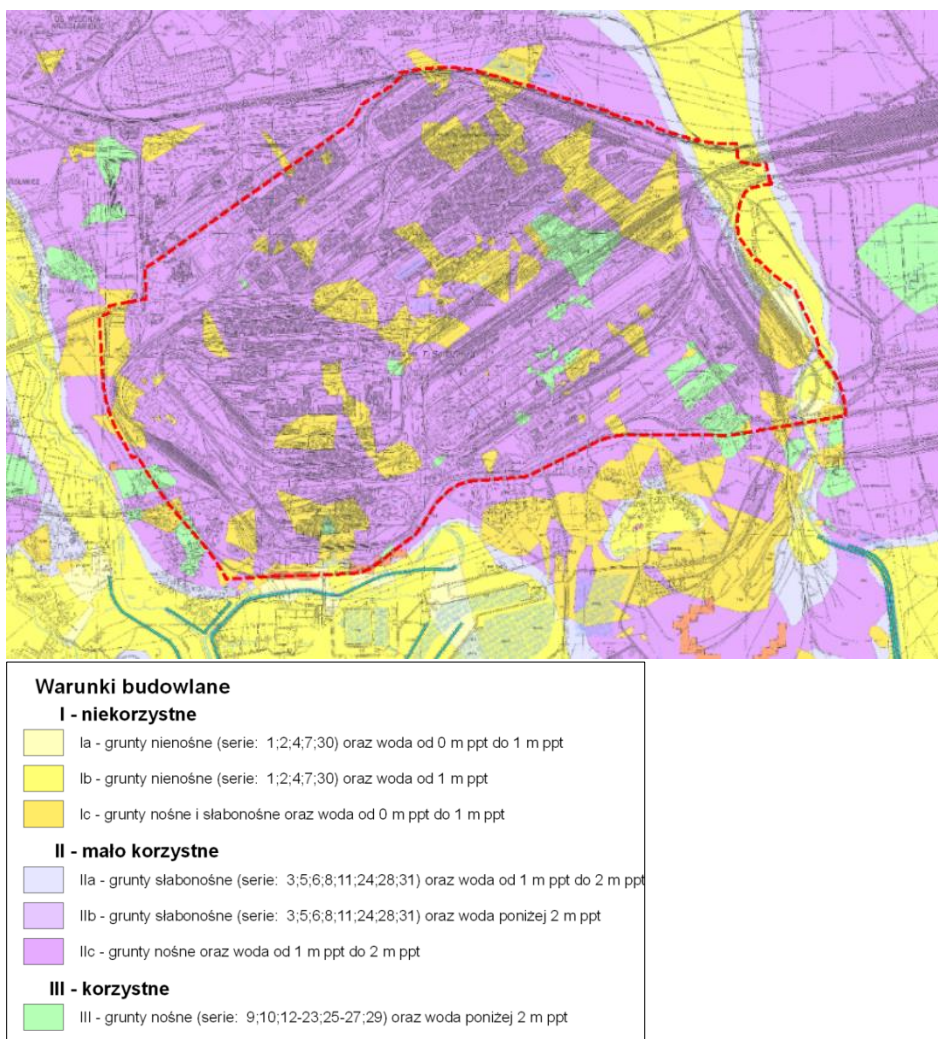 Warunki budowlane
I - niekorzystne
Ia - grunty nienośne (serie: 1;2;4;7;30) oraz woda od 0 m ppt do 1 m ppt
Ib - grunty nienośne (serie: 1;2;4;7;30) oraz woda od 1 m ppt
Ic - grunty nośne i słabonośne oraz woda od 0 m ppt do 1 m ppt
II - mało korzystne
IIa - grunty słabonośne (serie: 3;5;6;8;11;24;28;31) oraz woda od 1 m ppt do 2 m ppt
IIb - grunty słabonośne (serie: 3;5;6;8;11;24;28;31) oraz woda poniżej 2 m ppt
IIc - grunty nośne oraz woda od 1 m ppt do 2 m ppt
III - korzystne
III - grunty nośne (serie: 9;10;12-23;25-27;29) oraz woda poniżej 2 m ppt